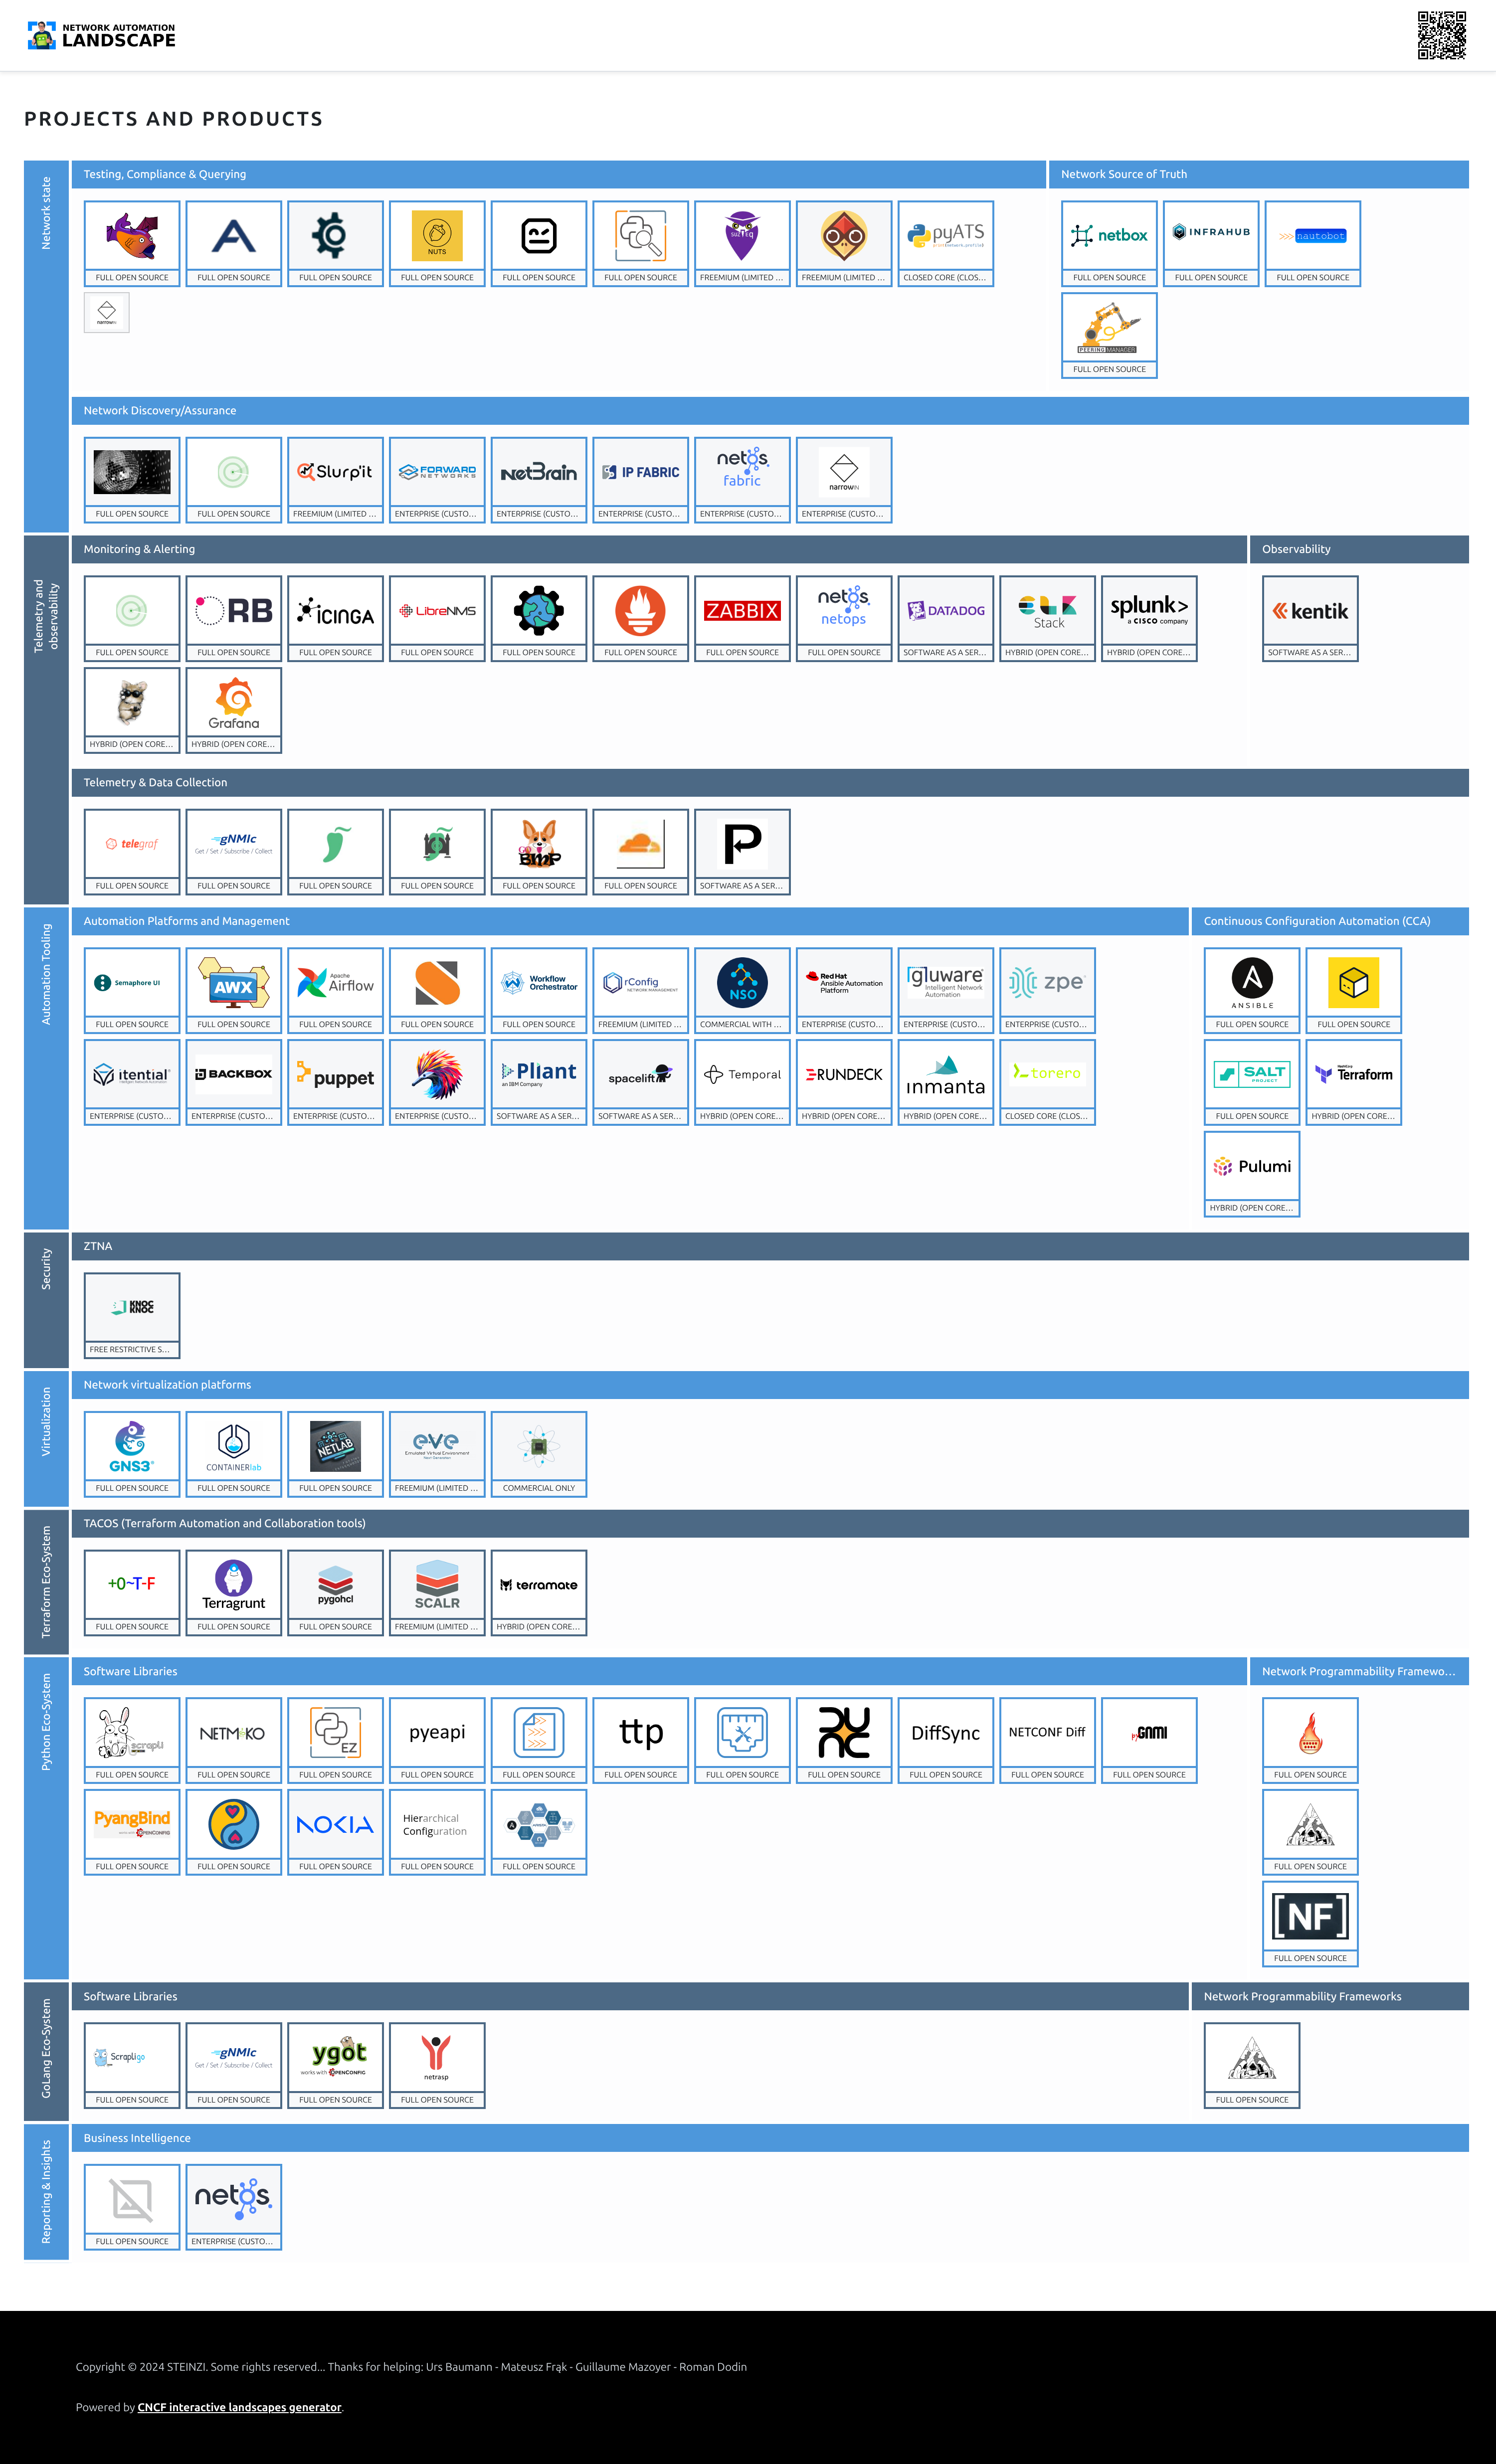 NETWORK AUTOMATION
LANDSCAPE
PROJECTS AND PRODUCTS
Network state
Testing, Compliance & Querying
NUTS
suzieq
pyATS
FULL OPEN SOURCE
FULL OPEN SOURCE
FULL OPEN SOURCE
FULL OPEN SOURCE
FULL OPEN SOURCE
FULL OPEN SOURCE
FREEMIUM (LIMITED ...
FREEMIUM (LIMITED ...
CLOSED CORE (CLOS...
narrowin
Network Source of Truth
netbox
INFRAHUB
>>> nautobot
FULL OPEN SOURCE
FULL OPEN SOURCE
FULL OPEN SOURCE
PEERING MANAGER
FULL OPEN SOURCE
Network Discovery/Assurance
Slurp'it
FORWARD
NETWORKS
NetBrain
IP FABRIC
netos
fabric
narrowin
FULL OPEN SOURCE
FULL OPEN SOURCE
FREEMIUM (LIMITED ...
ENTERPRISE (CUSTO...
ENTERPRISE (CUSTO...
ENTERPRISE (CUSTO...
ENTERPRISE (CUSTO...
ENTERPRISE (CUSTO...
Telemetry and
observability
Monitoring & Alerting
ORB
iCINGA
LibreNMS
ZABBIX
netos
netops
DATADOG
ELK
Stack
splunk>
a CISCO company
FULL OPEN SOURCE
FULL OPEN SOURCE
FULL OPEN SOURCE
FULL OPEN SOURCE
FULL OPEN SOURCE
FULL OPEN SOURCE
FULL OPEN SOURCE
FULL OPEN SOURCE
SOFTWARE AS A SER...
HYBRID (OPEN CORE...
HYBRID (OPEN CORE...
Grafana
HYBRID (OPEN CORE...
HYBRID (OPEN CORE...
Observability
kentik
SOFTWARE AS A SER...
Telemetry & Data Collection
telegraf
gNMIc
Get / Set / Subscribe / Collect
GO
BMP
P
FULL OPEN SOURCE
FULL OPEN SOURCE
FULL OPEN SOURCE
FULL OPEN SOURCE
FULL OPEN SOURCE
FULL OPEN SOURCE
SOFTWARE AS A SER...
Automation Tooling
Automation Platforms and Management
Semaphore UI
AWX
Apache
Airflow
Workflow
Orchestrator
rConfig
NETWORK MANAGEMENT
NSO
Red Hat
Ansible Automation
Platform
gluware
Intelligent Network
Automation
zpe
FULL OPEN SOURCE
FULL OPEN SOURCE
FULL OPEN SOURCE
FULL OPEN SOURCE
FULL OPEN SOURCE
FREEMIUM (LIMITED ...
COMMERCIAL WITH ...
ENTERPRISE (CUSTO...
ENTERPRISE (CUSTO...
ENTERPRISE (CUSTO...
itential
BACKBOX
puppet
Pliant
an IBM Company
spacelift
Temporal
RUNDECK
inmanta
torero
ENTERPRISE (CUSTO...
ENTERPRISE (CUSTO...
ENTERPRISE (CUSTO...
ENTERPRISE (CUSTO...
SOFTWARE AS A SER...
SOFTWARE AS A SER...
HYBRID (OPEN CORE...
HYBRID (OPEN CORE...
HYBRID (OPEN CORE...
CLOSED CORE (CLOS...
Continuous Configuration Automation (CCA)
ANSIBLE
FULL OPEN SOURCE
FULL OPEN SOURCE
SALT
PROJECT
HashiCorp
Terraform
FULL OPEN SOURCE
HYBRID (OPEN CORE...
Pulumi
HYBRID (OPEN CORE...
Security
ZTNA
KNOC
KNOC
FREE RESTRICTIVE S...
Virtualization
Network virtualization platforms
GNS3
CONTAINERlab
NETLAB
eve
Emulated Virtual Environment
Next Generation
FULL OPEN SOURCE
FULL OPEN SOURCE
FULL OPEN SOURCE
FREEMIUM (LIMITED ...
COMMERCIAL ONLY
Terraform Eco-System
TACOS (Terraform Automation and Collaboration tools)
+0~T-F
Terragrunt
pygohcl
SCALR
terramate
FULL OPEN SOURCE
FULL OPEN SOURCE
FULL OPEN SOURCE
FREEMIUM (LIMITED ...
HYBRID (OPEN CORE...
Python Eco-System
Software Libraries
scrapli
NETMIKO
EZ
pyeapi
ttp
DiffSync
NETCONF Diff
pyGNMI
FULL OPEN SOURCE
FULL OPEN SOURCE
FULL OPEN SOURCE
FULL OPEN SOURCE
FULL OPEN SOURCE
FULL OPEN SOURCE
FULL OPEN SOURCE
FULL OPEN SOURCE
FULL OPEN SOURCE
FULL OPEN SOURCE
FULL OPEN SOURCE
PyangBind
works with OPENCONFIG
NOKIA
Hierarchical
Configuration
FULL OPEN SOURCE
FULL OPEN SOURCE
FULL OPEN SOURCE
FULL OPEN SOURCE
FULL OPEN SOURCE
Network Programmability Framewo...
FULL OPEN SOURCE
FULL OPEN SOURCE
[NF]
FULL OPEN SOURCE
GoLang Eco-System
Software Libraries
Scrapligo
gNMIc
Get / Set / Subscribe / Collect
ygot
works with OPENCONFIG
netrasp
FULL OPEN SOURCE
FULL OPEN SOURCE
FULL OPEN SOURCE
FULL OPEN SOURCE
Network Programmability Frameworks
FULL OPEN SOURCE
Reporting & Insights
Business Intelligence
netos
FULL OPEN SOURCE
ENTERPRISE (CUSTO...
Copyright © 2024 STEINZI. Some rights reserved... Thanks for helping: Urs Baumann - Mateusz Frąk - Guillaume Mazoyer - Roman Dodin
Powered by CNCF interactive landscapes generator.